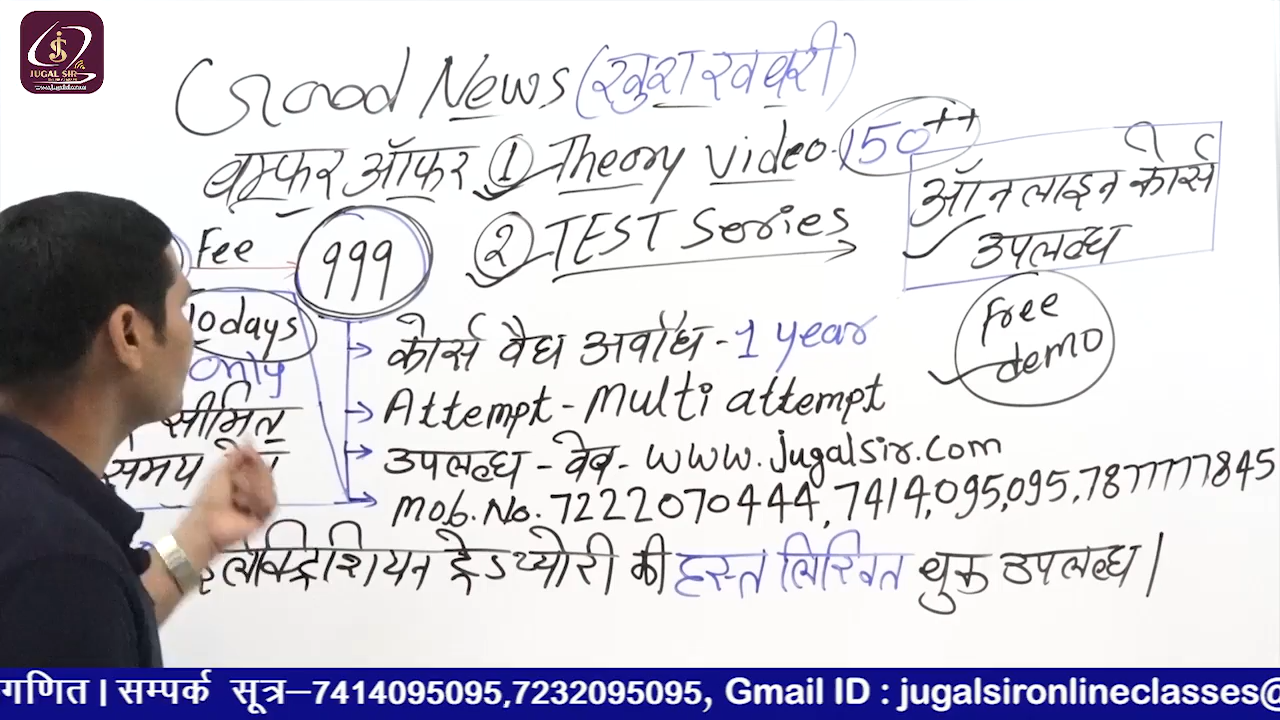 JUGAL SIR
Good News (खुश खबरी)
बम्फर ऑफर ① Theory video. 150++
② TEST Series
ऑनलाइन कोर्स
उपलब्ध
Free
demo
Fee 999
10 days
only
सीमित
समय
कोर्स वैद्य अवधि - 1 year
Attempt - Multi attempt
उपलब्ध - वेब - www.jugalsir.com
Mob. No. 7222070444, 7414,095,095, 7877777845
इलेक्ट्रिशियन ट्रेड थ्योरी की हस्त लिखित बुक उपलब्ध |
गणित | सम्पर्क सूत्र–7414095095,7232095095, Gmail ID : jugalsironlineclasses@